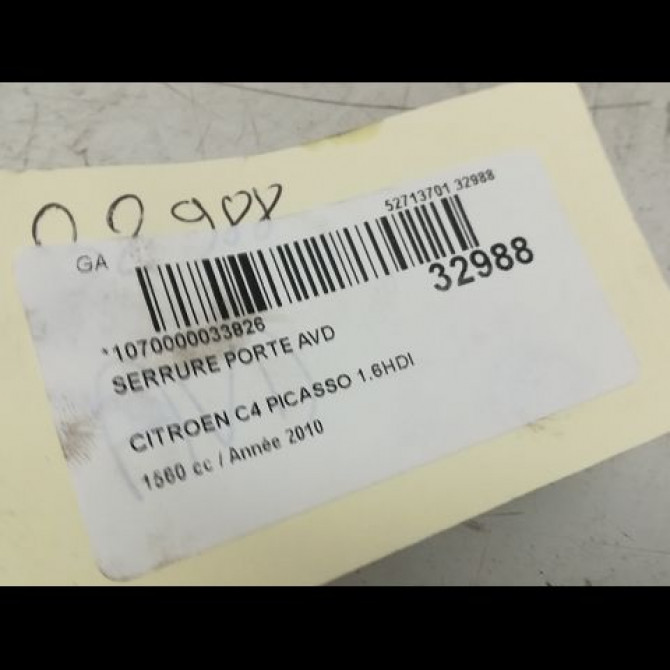 52713701 32988
GA
32988
*1070000033826
SERRURE PORTE AVD
CITROEN C4 PICASSO 1.6HDI
1560 cc / Année 2010